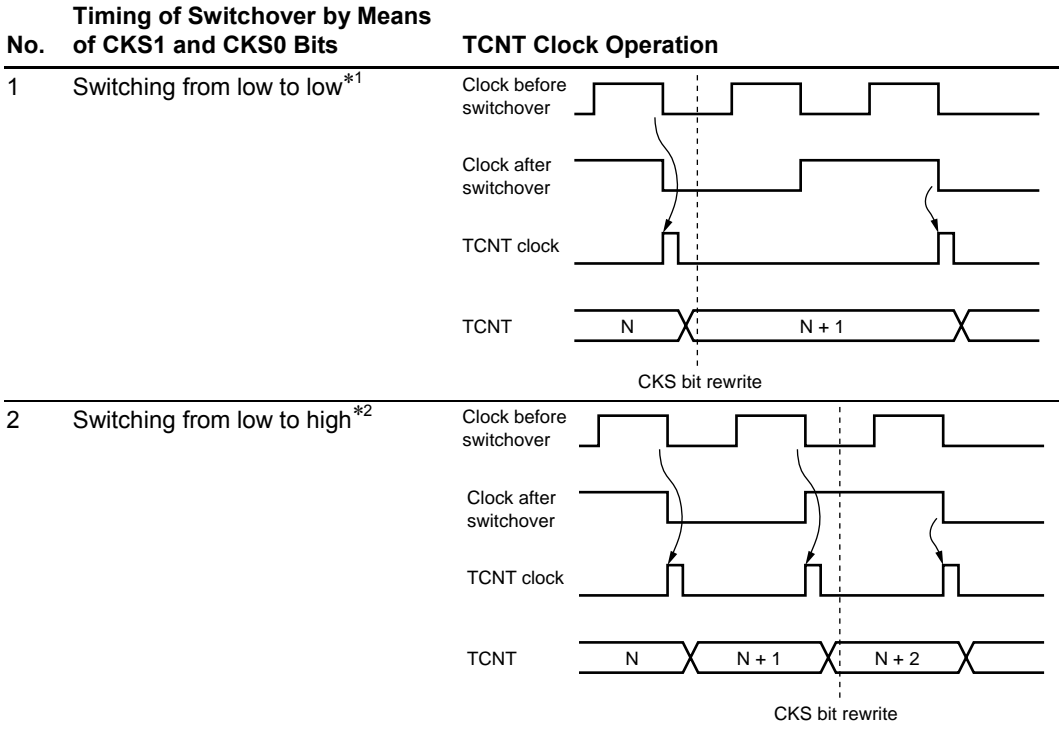 Timing of Switchover by Means
No. of CKS1 and CKS0 Bits TCNT Clock Operation
1 Switching from low to low*1
Clock before
switchover
Clock after
switchover
TCNT clock
TCNT N N + 1
CKS bit rewrite
2 Switching from low to high*2
Clock before
switchover
Clock after
switchover
TCNT clock
TCNT N N + 1 N + 2
CKS bit rewrite